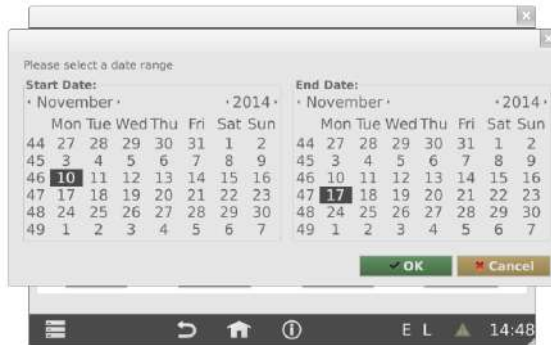 Please select a date range
Start Date:
November 2014
Mon Tue Wed Thu Fri Sat Sun
44 27 28 29 30 31 1 2
45 3 4 5 6 7 8 9
46 10 11 12 13 14 15 16
47 17 18 19 20 21 22 23
48 24 25 26 27 28 29 30
49 1 2 3 4 5 6 7
End Date:
November 2014
Mon Tue Wed Thu Fri Sat Sun
44 27 28 29 30 31 1 2
45 3 4 5 6 7 8 9
46 10 11 12 13 14 15 16
47 17 18 19 20 21 22 23
48 24 25 26 27 28 29 30
49 1 2 3 4 5 6 7
OK
Cancel
E L 14:48